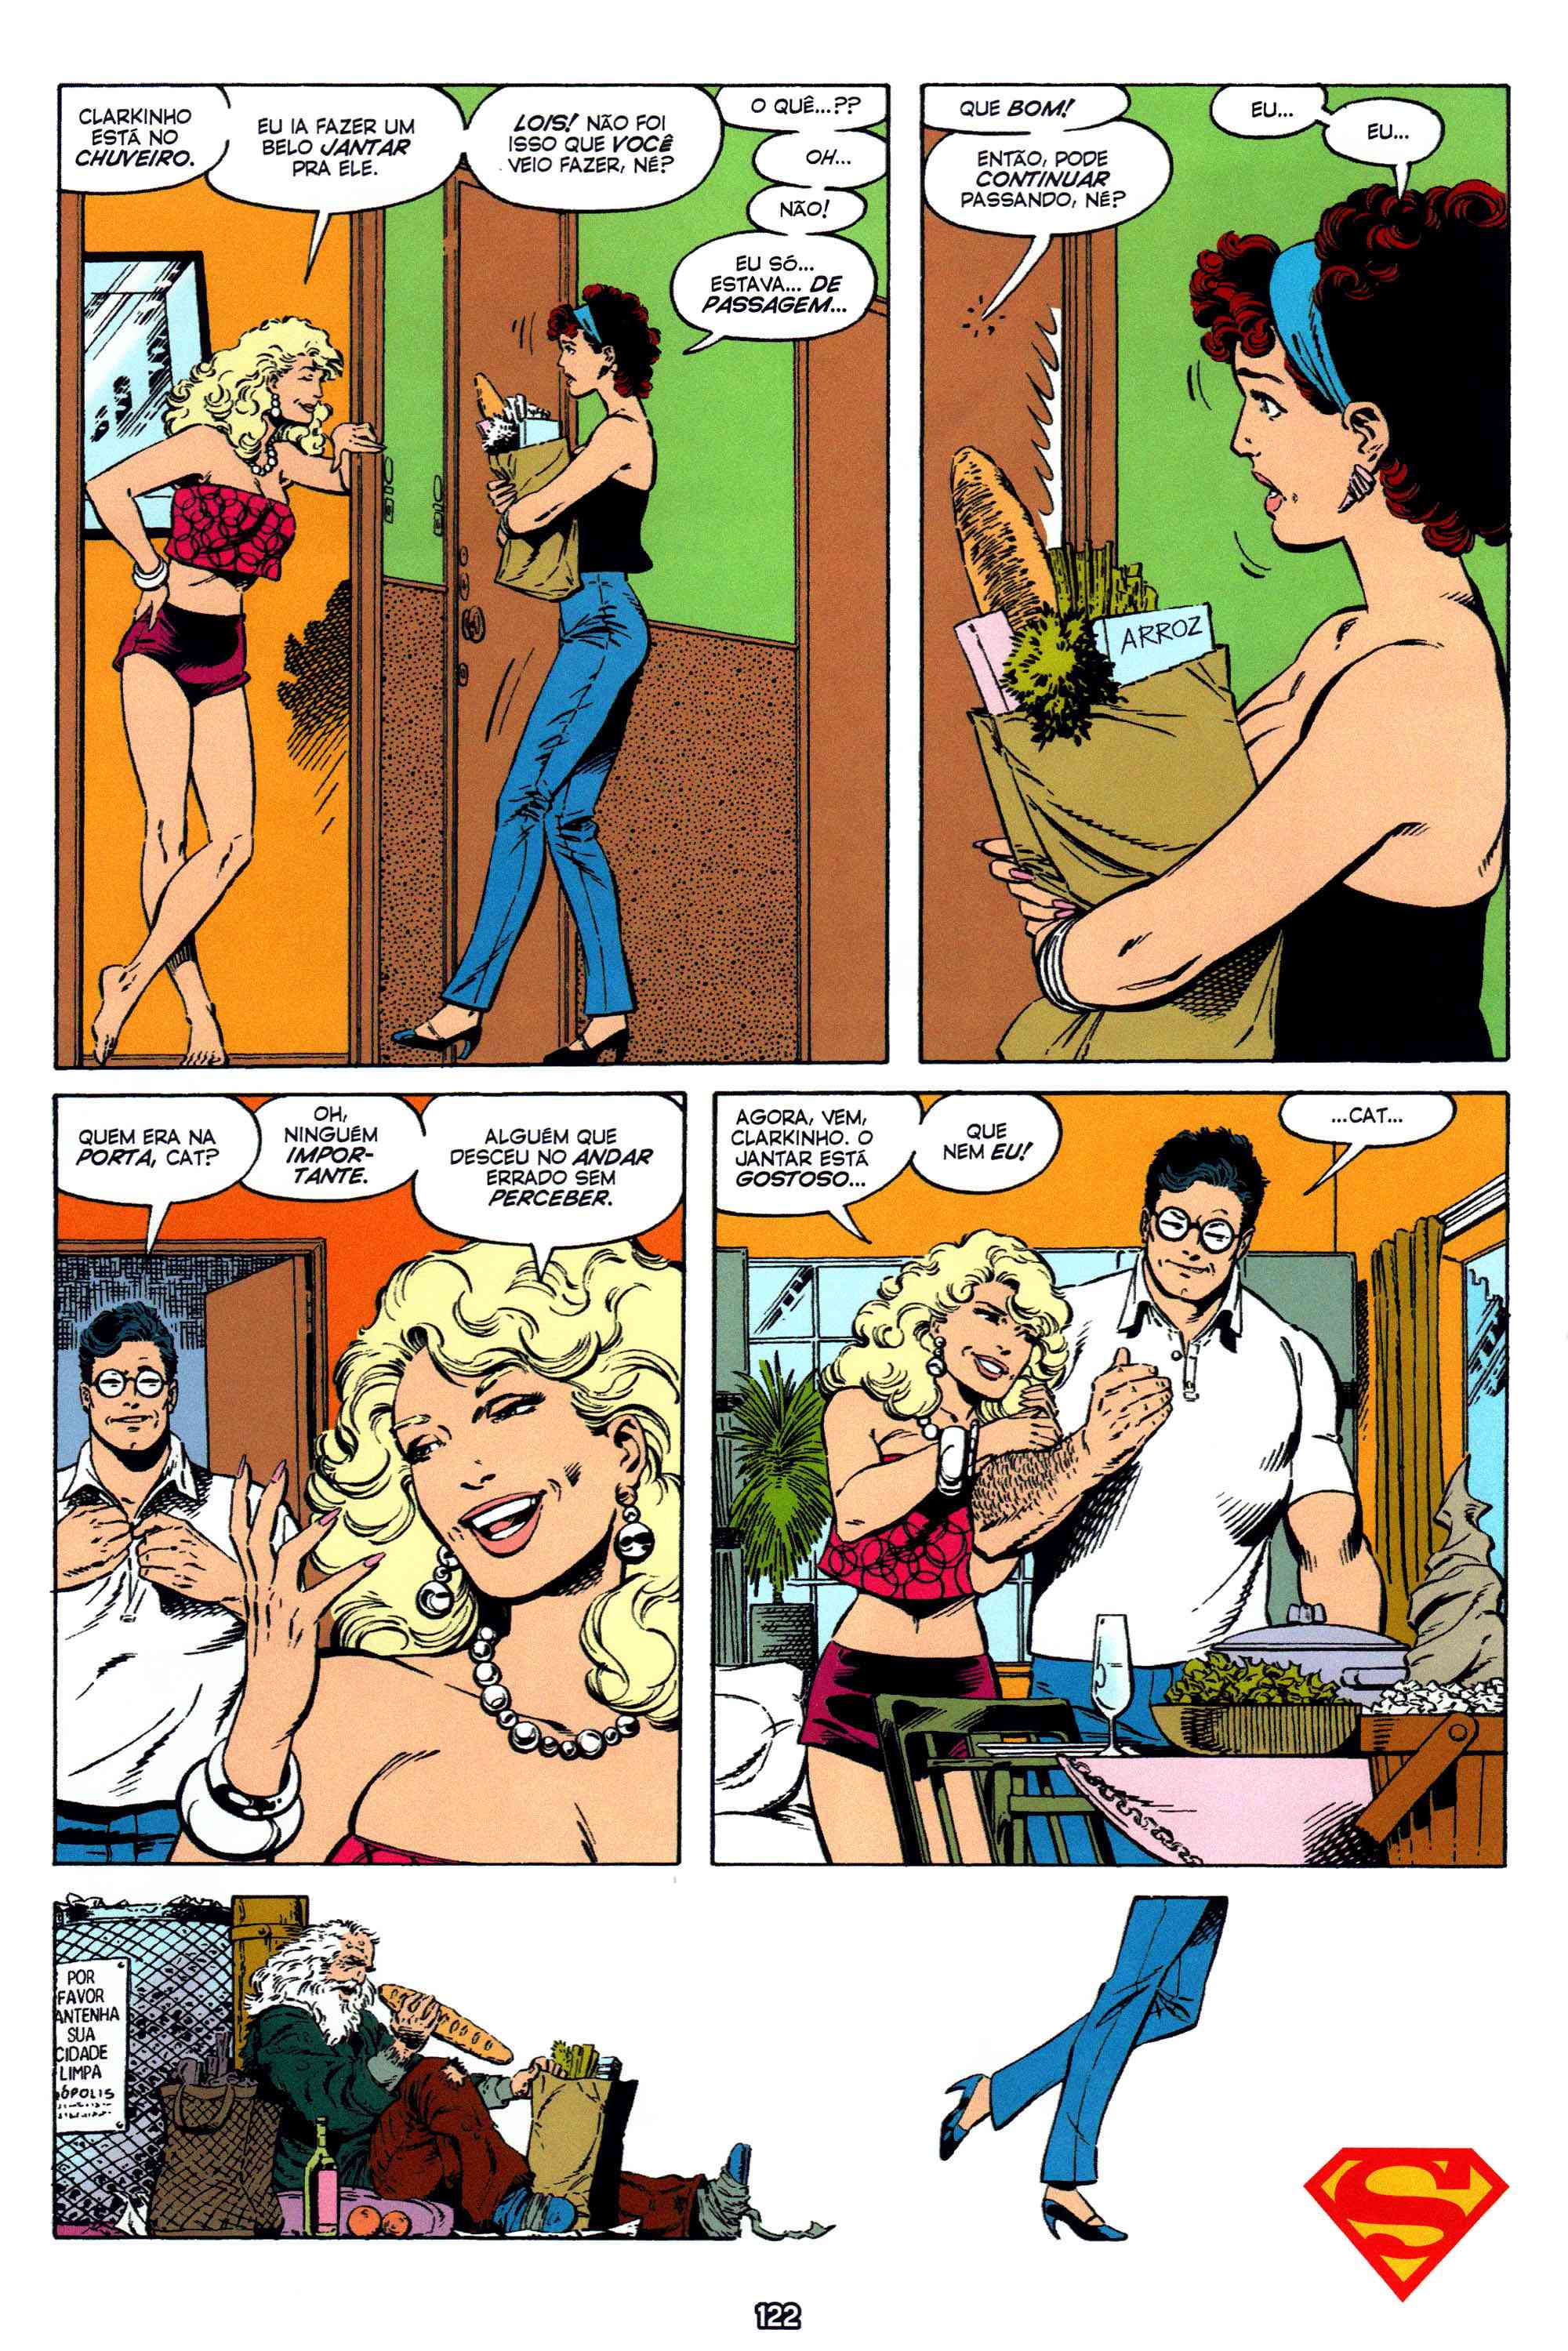 CLARKINHO
ESTÁ NO
CHUVEIRO.
EU IA FAZER UM
BELO JANTAR
PRA ELE.
LOIS! NÃO FOI
ISSO QUE VOCÊ
VEIO FAZER, NÉ?
O QUÊ...??
OH...
NÃO!
EU SÓ...
ESTAVA... DE
PASSAGEM...
QUE BOM!
ENTÃO, PODE
CONTINUAR
PASSANDO, NÉ?
EU...
EU...
ARROZ
QUEM ERA NA
PORTA, CAT?
OH,
NINGUÉM
IMPOR-
TANTE.
ALGUÉM QUE
DESCEU NO ANDAR
ERRADO SEM
PERCEBER.
AGORA, VEM,
CLARKINHO. O
JANTAR ESTÁ
GOSTOSO...
QUE
NEM EU!
...CAT...
POR
FAVOR
ANTENHA
SUA
CIDADE
LIMPA
ÓPOLIS
S
122